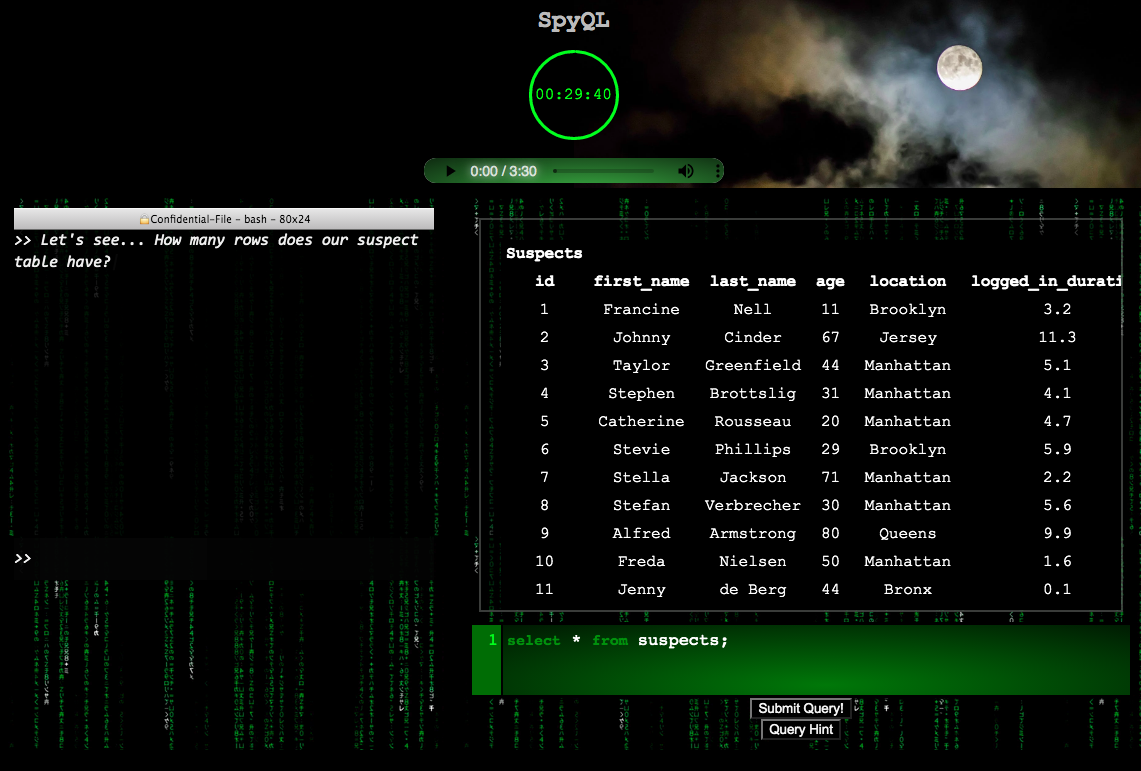 SpyQL
00:29:40
0:00 / 3:30
Confidential-File - bash - 80x24
>> Let's see... How many rows does our suspect
table have?
>>
Suspects
id first_name last_name age location logged_in_durati
1 Francine Nell 11 Brooklyn 3.2
2 Johnny Cinder 67 Jersey 11.3
3 Taylor Greenfield 44 Manhattan 5.1
4 Stephen Brottslig 31 Manhattan 4.1
5 Catherine Rousseau 20 Manhattan 4.7
6 Stevie Phillips 29 Brooklyn 5.9
7 Stella Jackson 71 Manhattan 2.2
8 Stefan Verbrecher 30 Manhattan 5.6
9 Alfred Armstrong 80 Queens 9.9
10 Freda Nielsen 50 Manhattan 1.6
11 Jenny de Berg 44 Bronx 0.1
1 select * from suspects;
Submit Query!
Query Hint